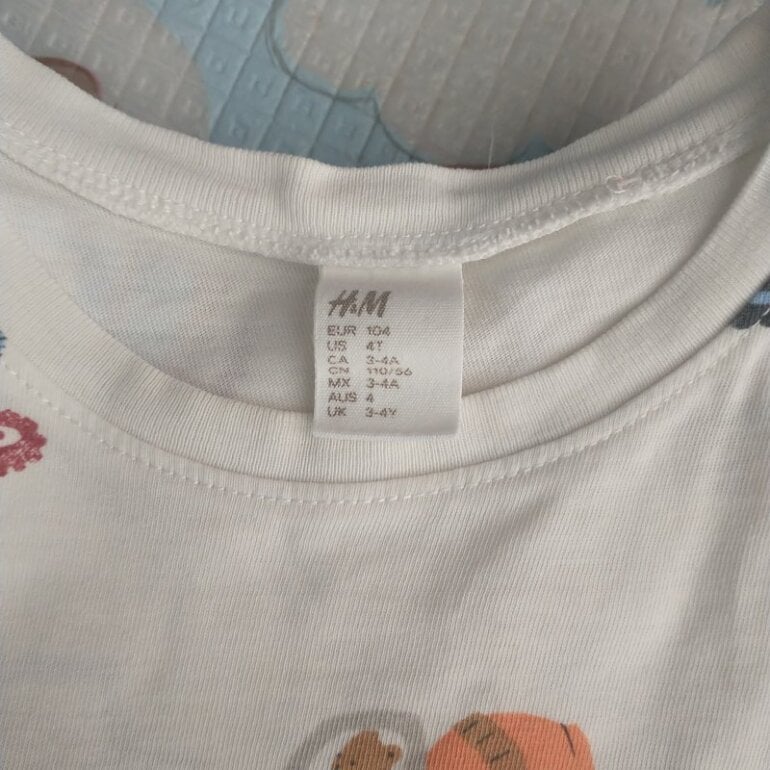 H&M
EUR 104
US 4T
CA 3-4A
CN 110/56
MX 3-4A
AUS 4
UK 3-4Y